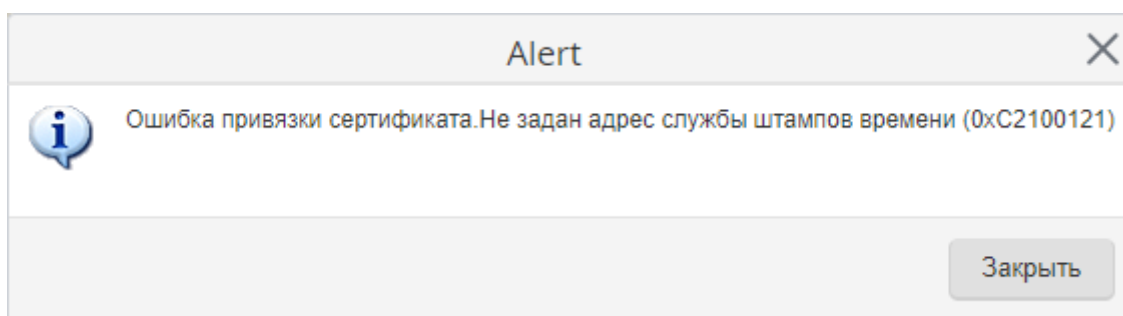 Alert
Ошибка привязки сертификата.Не задан адрес службы штампов времени (0xC2100121)
Закрыть